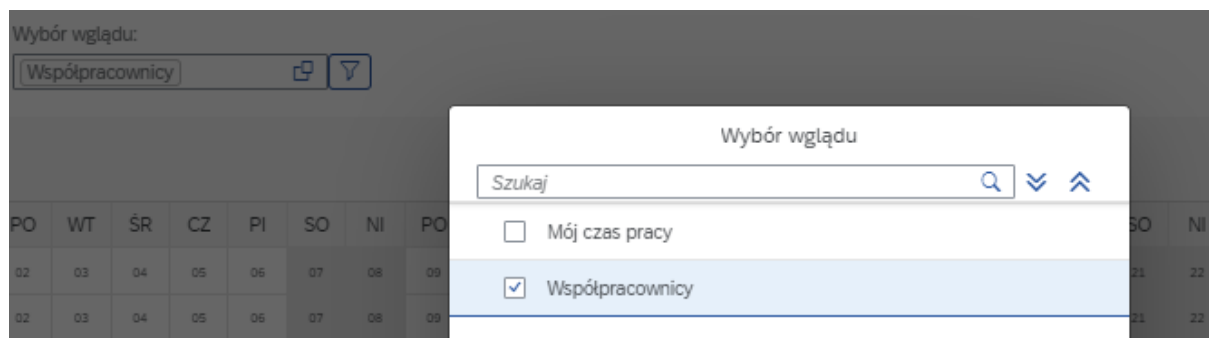 Wybór wglądu:
Współpracownicy
Wybór wglądu
Szukaj
PO WT ŚR CZ PI SO NI PO SO NI
Mój czas pracy
02 03 04 05 06 07 08 09 21 22
Współpracownicy
02 03 04 05 06 07 08 09 21 22